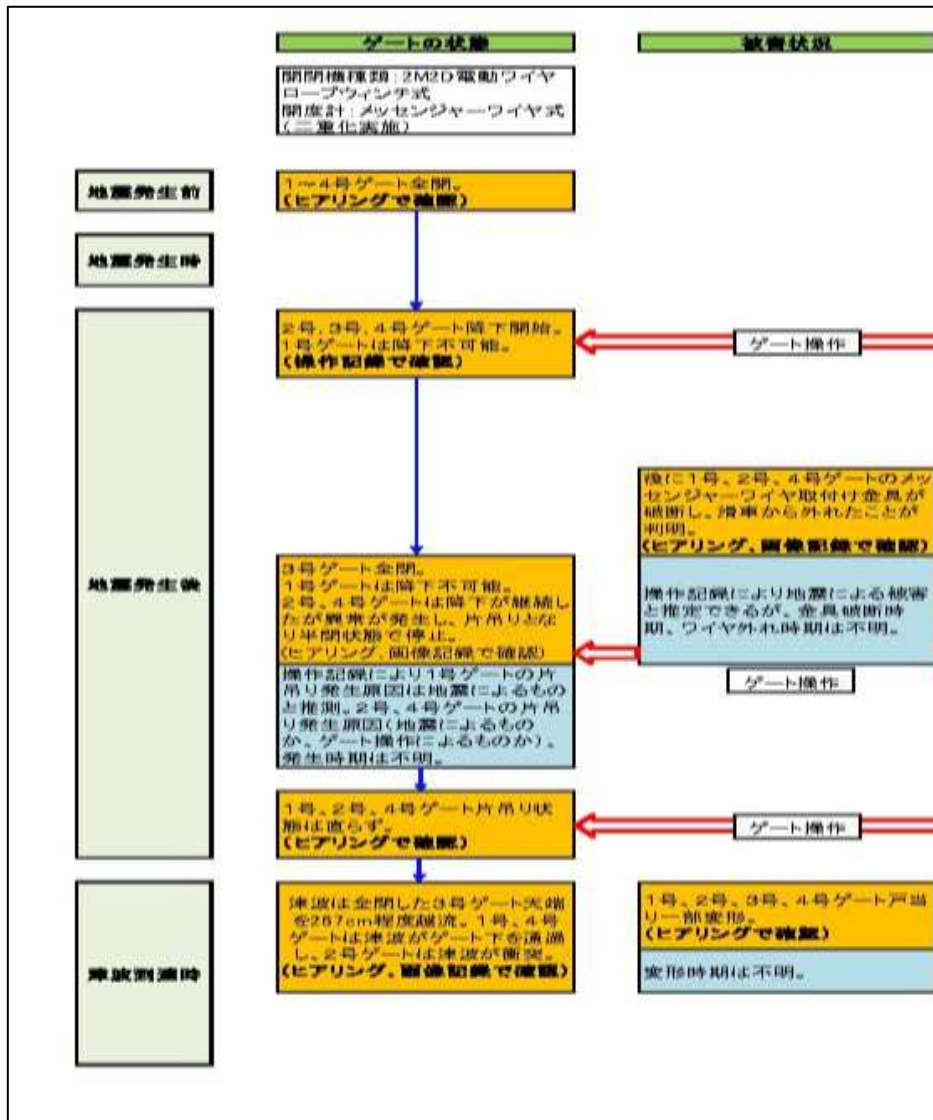 ゲートの状態
被害状況
開閉機種類:2M2D電動ワイヤ
ロープウィンチ式
開度計:メッセンジャーワイヤ式
(二重化実施)
地震発生前
1～4号ゲート全開。
(ヒアリングで確認)
地震発生時
地震発生後
2号、3号、4号ゲート降下開始。
1号ゲートは降下不可能。
(操作記録で確認)
ゲート操作
後に1号、2号、4号ゲートのメッ
センジャーワイヤ取付け金具が
破断し、滑車から外れたことが
判明。
(ヒアリング、画像記録で確認)
操作記録により地震による被害
と推定できるが、金具破断時
期、ワイヤ外れ時期は不明。
3号ゲート全閉。
1号ゲートは降下不可能。
2号、4号ゲートは降下が継続し
たが異常が発生し、片吊りとな
り半開状態で停止。
(ヒアリング、画像記録で確認)
操作記録により1号ゲートの片
吊り発生原因は地震によるもの
と推測。2号、4号ゲートの片吊
り発生原因(地震によるもの
か、ゲート操作によるものか)、
発生時期は不明。
ゲート操作
1号、2号、4号ゲート片吊り状
態は直らず。
(ヒアリングで確認)
ゲート操作
津波到達時
津波は全閉した3号ゲート天端
を267cm程度越流。1号、4号
ゲートは津波がゲート下を通過
し、2号ゲートは津波が衝突。
(ヒアリング、画像記録で確認)
1号、2号、3号、4号ゲート戸当
り一部変形。
(ヒアリングで確認)
変形時期は不明。